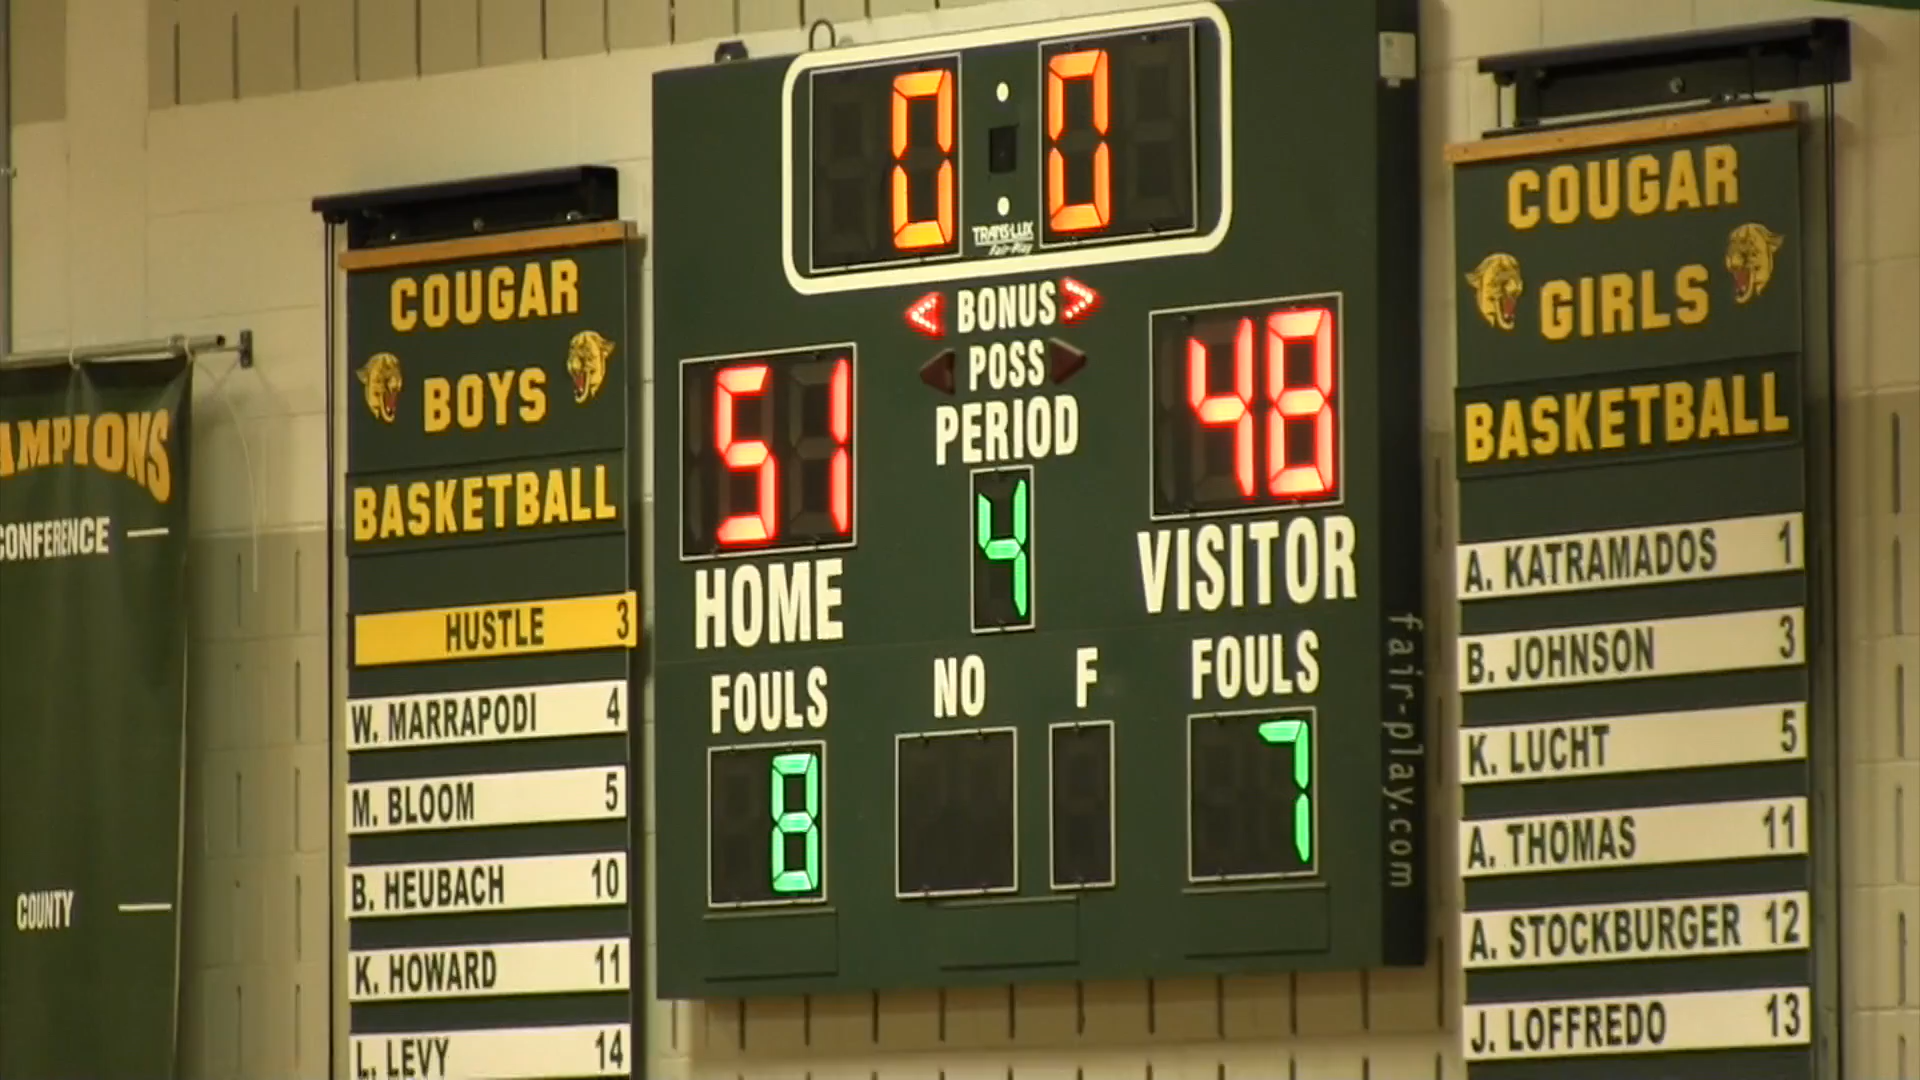 AMPIONS
CONFERENCE
COUNTY
COUGAR
BOYS
BASKETBALL
HUSTLE 3
W. MARRAPODI 4
M. BLOOM 5
B. HEUBACH 10
K. HOWARD 11
L. LEVY 14
0 : 0
TRANS-LUX
Fair-Play
BONUS
POSS
PERIOD
4
51
HOME
48
VISITOR
FOULS
8
NO
F
FOULS
7
fair-play.com
COUGAR
GIRLS
BASKETBALL
A. KATRAMADOS 1
B. JOHNSON 3
K. LUCHT 5
A. THOMAS 11
A. STOCKBURGER 12
J. LOFFREDO 13